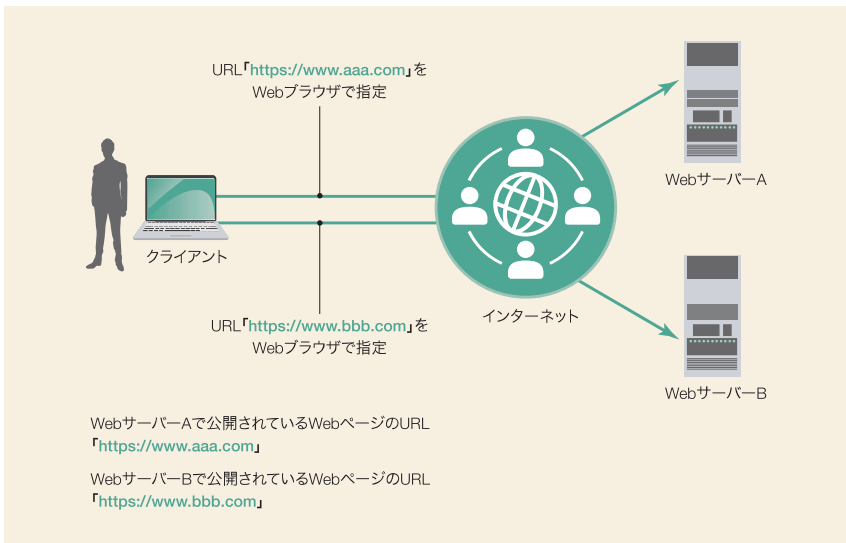 URL「https://www.aaa.com」を
Webブラウザで指定
WebサーバーA
クライアント
インターネット
URL「https://www.bbb.com」を
Webブラウザで指定
WebサーバーB
WebサーバーAで公開されているWebページのURL
「https://www.aaa.com」
WebサーバーBで公開されているWebページのURL
「https://www.bbb.com」